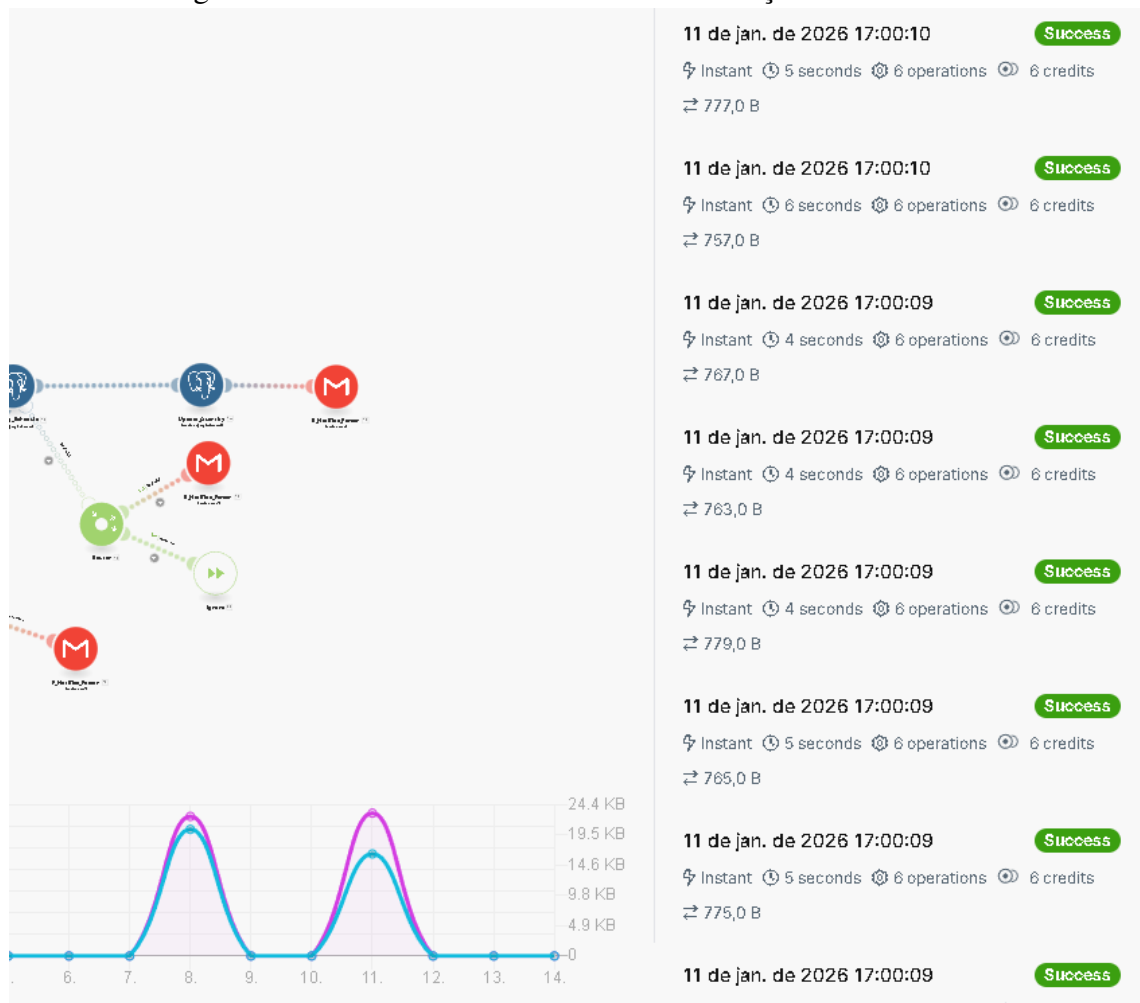 11 de jan. de 2026 17:00:10 Success
Instant 5 seconds 6 operations 6 credits
777,0 B
11 de jan. de 2026 17:00:10 Success
Instant 6 seconds 6 operations 6 credits
757,0 B
11 de jan. de 2026 17:00:09 Success
Instant 4 seconds 6 operations 6 credits
767,0 B
11 de jan. de 2026 17:00:09 Success
Instant 4 seconds 6 operations 6 credits
763,0 B
11 de jan. de 2026 17:00:09 Success
Instant 4 seconds 6 operations 6 credits
779,0 B
11 de jan. de 2026 17:00:09 Success
Instant 5 seconds 6 operations 6 credits
765,0 B
11 de jan. de 2026 17:00:09 Success
Instant 5 seconds 6 operations 6 credits
775,0 B
11 de jan. de 2026 17:00:09 Success
Router
Ignore
24.4 KB
19.5 KB
14.6 KB
9.8 KB
4.9 KB
0
6. 7. 8. 9. 10. 11. 12. 13. 14.